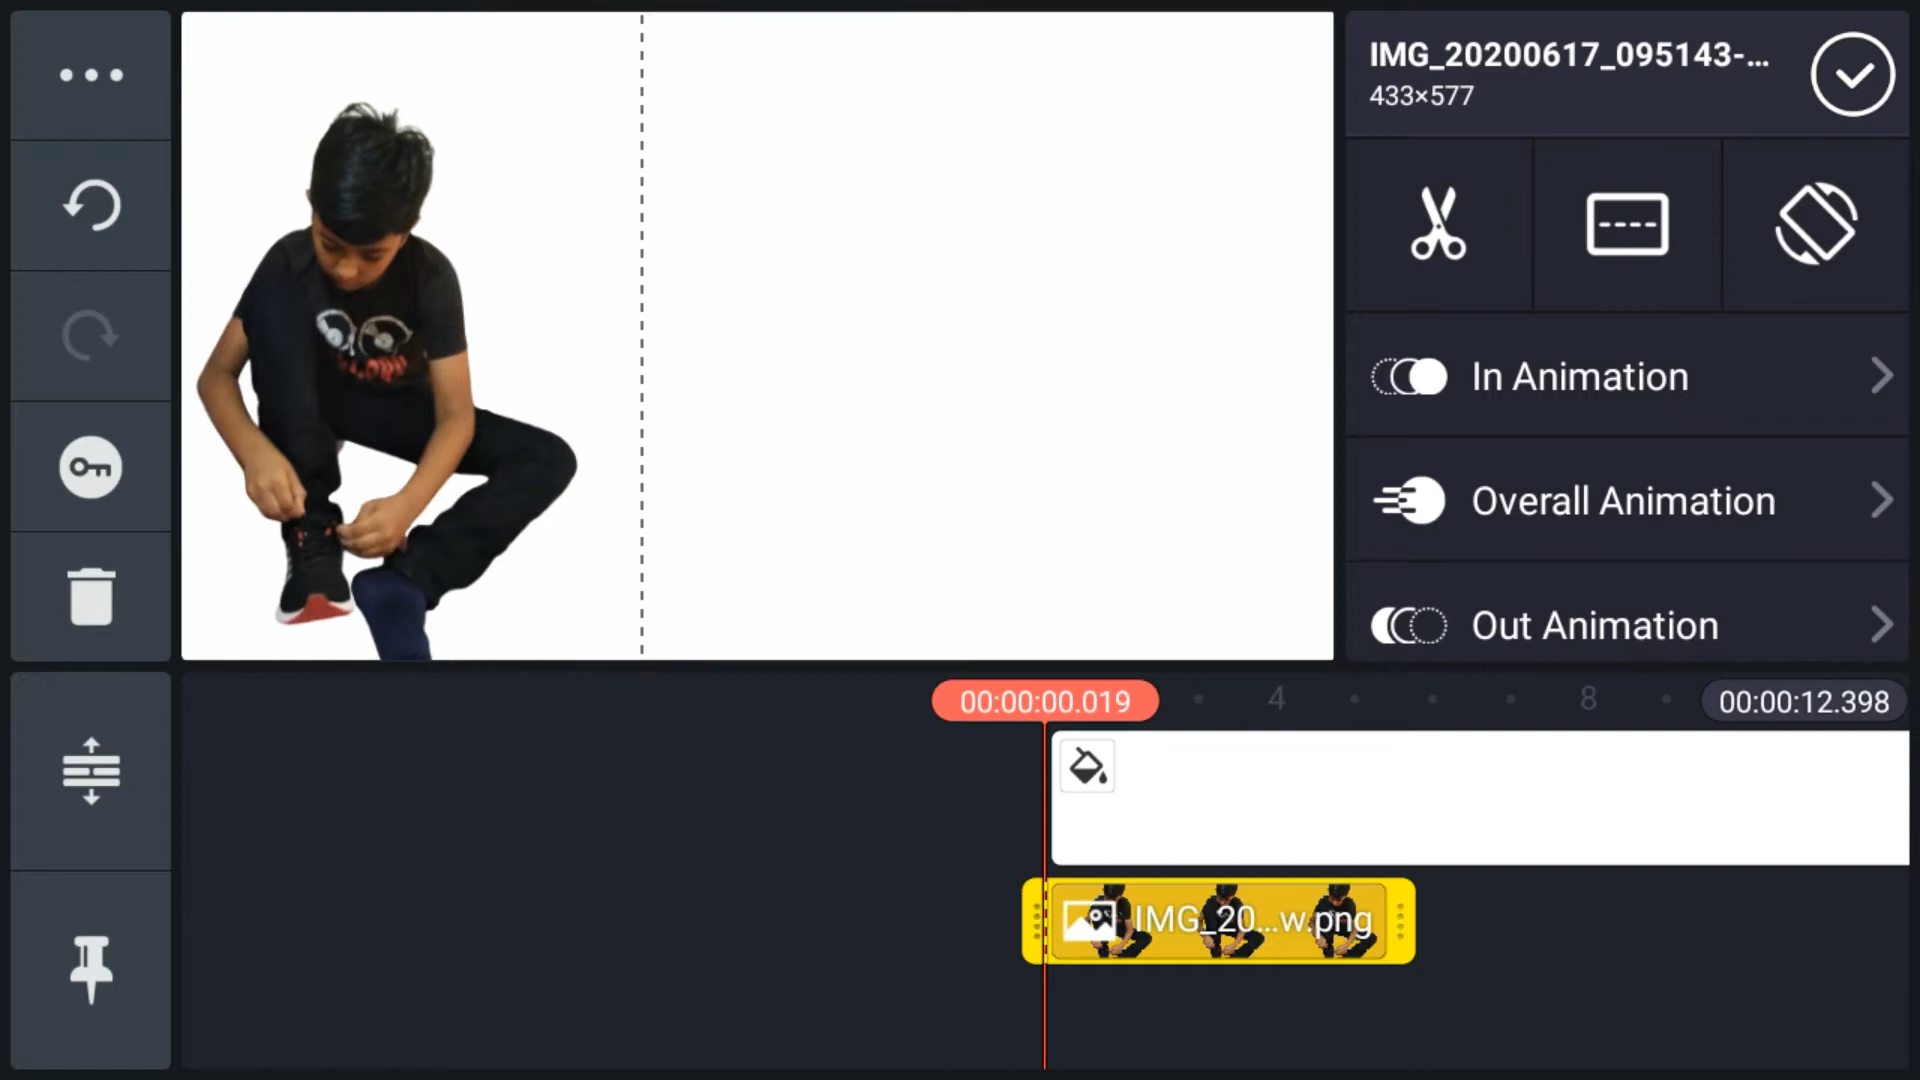 IMG_20200617_095143-...
433×577
In Animation
Overall Animation
Out Animation
00:00:00.019
4
8
00:00:12.398
IMG_20...w.png